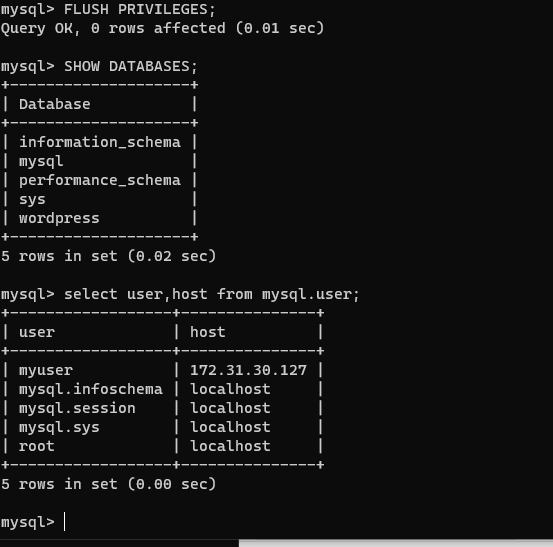 mysql> FLUSH PRIVILEGES;
Query OK, 0 rows affected (0.01 sec)
mysql> SHOW DATABASES;
+--------------------+
| Database           |
+--------------------+
| information_schema |
| mysql              |
| performance_schema |
| sys                |
| wordpress          |
+--------------------+
5 rows in set (0.02 sec)
mysql> select user,host from mysql.user;
+------------------+---------------+
| user             | host          |
+------------------+---------------+
| myuser           | 172.31.30.127 |
| mysql.infoschema | localhost     |
| mysql.session    | localhost     |
| mysql.sys        | localhost     |
| root             | localhost     |
+------------------+---------------+
5 rows in set (0.00 sec)
mysql>